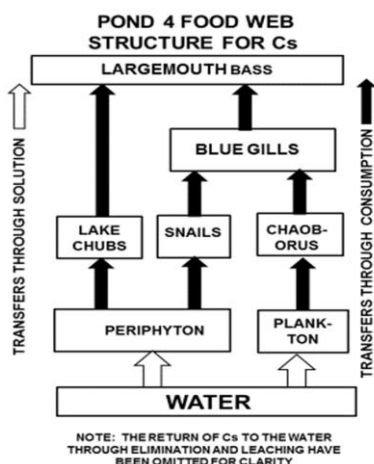 POND 4 FOOD WEB
STRUCTURE FOR Cs
LARGEMOUTH BASS
BLUE GILLS
LAKE
CHUBS
SNAILS
CHAOB-
ORUS
PERIPHYTON
PLANK-
TON
WATER
TRANSFERS THROUGH SOLUTION
TRANSFERS THROUGH CONSUMPTION
NOTE: THE RETURN OF Cs TO THE WATER
THROUGH ELIMINATION AND LEACHING HAVE
BEEN OMITTED FOR CLARITY